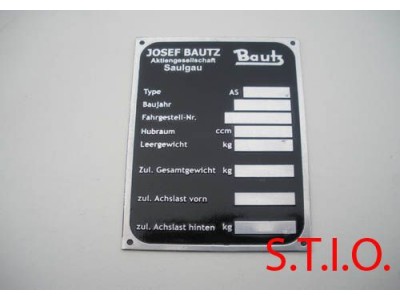 JOSEF BAUTZ
Aktiengesellschaft
Saulgau
Bautz
Type AS
Baujahr
Fahrgestell-Nr.
Hubraum ccm
Leergewicht kg
Zul. Gesamtgewicht kg
zul. Achslast vorn
zul. Achslast hinten kg
S.T.I.O.